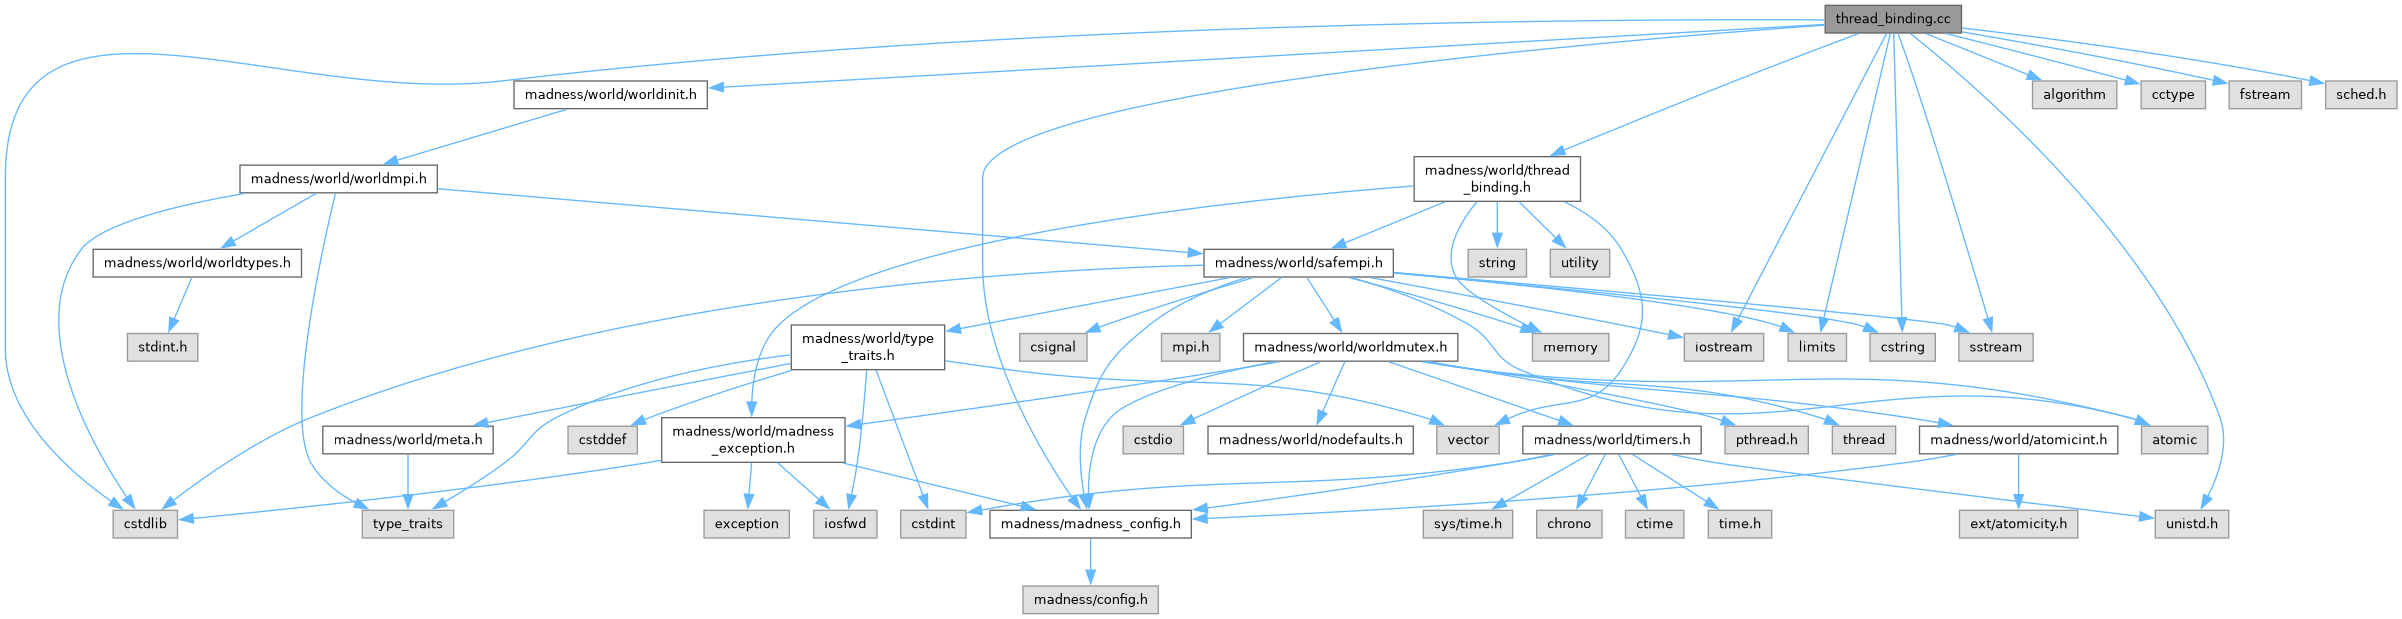 thread_binding.cc
madness/world/worldinit.h
algorithm
cctype
fstream
sched.h
madness/world/worldmpi.h
madness/world/thread
_binding.h
madness/world/worldtypes.h
madness/world/safempi.h
string
utility
stdint.h
madness/world/type
_traits.h
csignal
mpi.h
madness/world/worldmutex.h
memory
iostream
limits
cstring
sstream
madness/world/meta.h
cstddef
madness/world/madness
_exception.h
cstdio
madness/world/nodefaults.h
vector
madness/world/timers.h
pthread.h
thread
madness/world/atomicint.h
atomic
cstdlib
type_traits
exception
iosfwd
cstdint
madness/madness_config.h
sys/time.h
chrono
ctime
time.h
ext/atomicity.h
unistd.h
madness/config.h